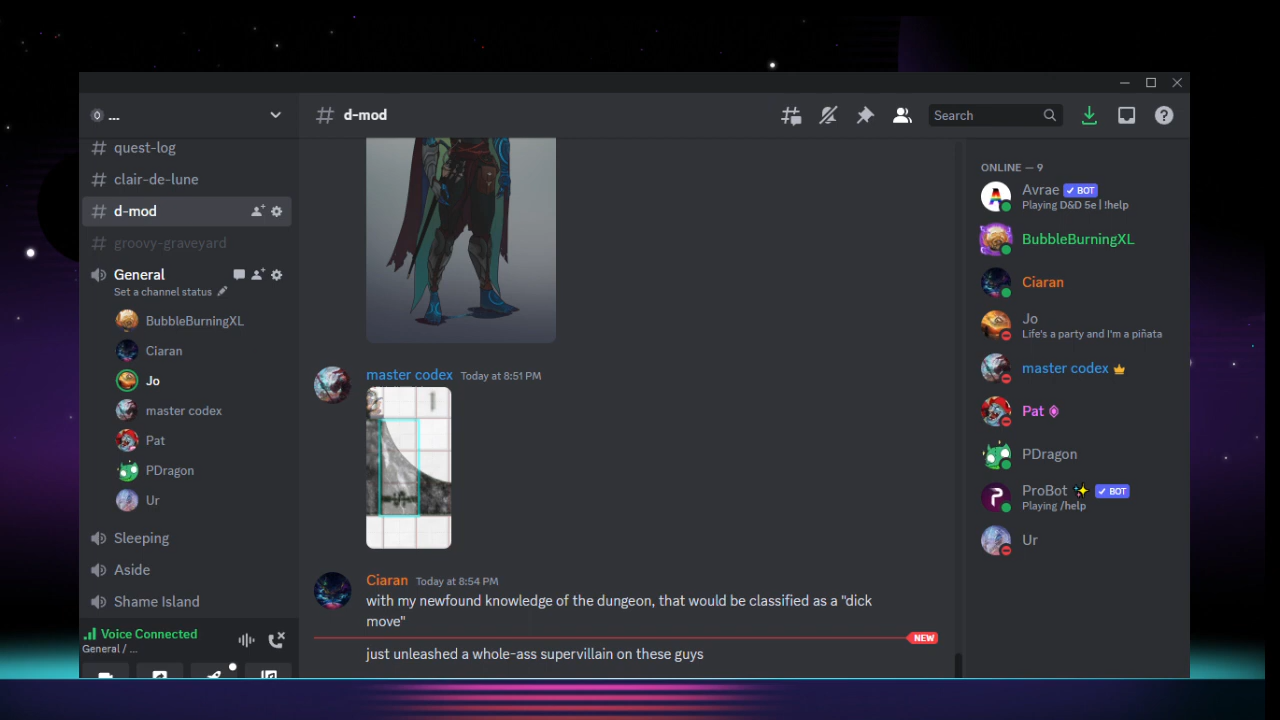 ...
d-mod
Search
quest-log
clair-de-lune
d-mod
groovy-graveyard
General
Set a channel status
BubbleBurningXL
Ciaran
Jo
master codex
Pat
PDragon
Ur
Sleeping
Aside
Shame Island
Voice Connected
General / ...
master codex Today at 8:51 PM
Ciaran Today at 8:54 PM
with my newfound knowledge of the dungeon, that would be classified as a "dick
move"
NEW
just unleashed a whole-ass supervillain on these guys
ONLINE — 9
Avrae ✓ BOT
Playing D&D 5e | !help
BubbleBurningXL
Ciaran
Jo
Life's a party and I'm a piñata
master codex
Pat
PDragon
ProBot ✨ ✓ BOT
Playing /help
Ur